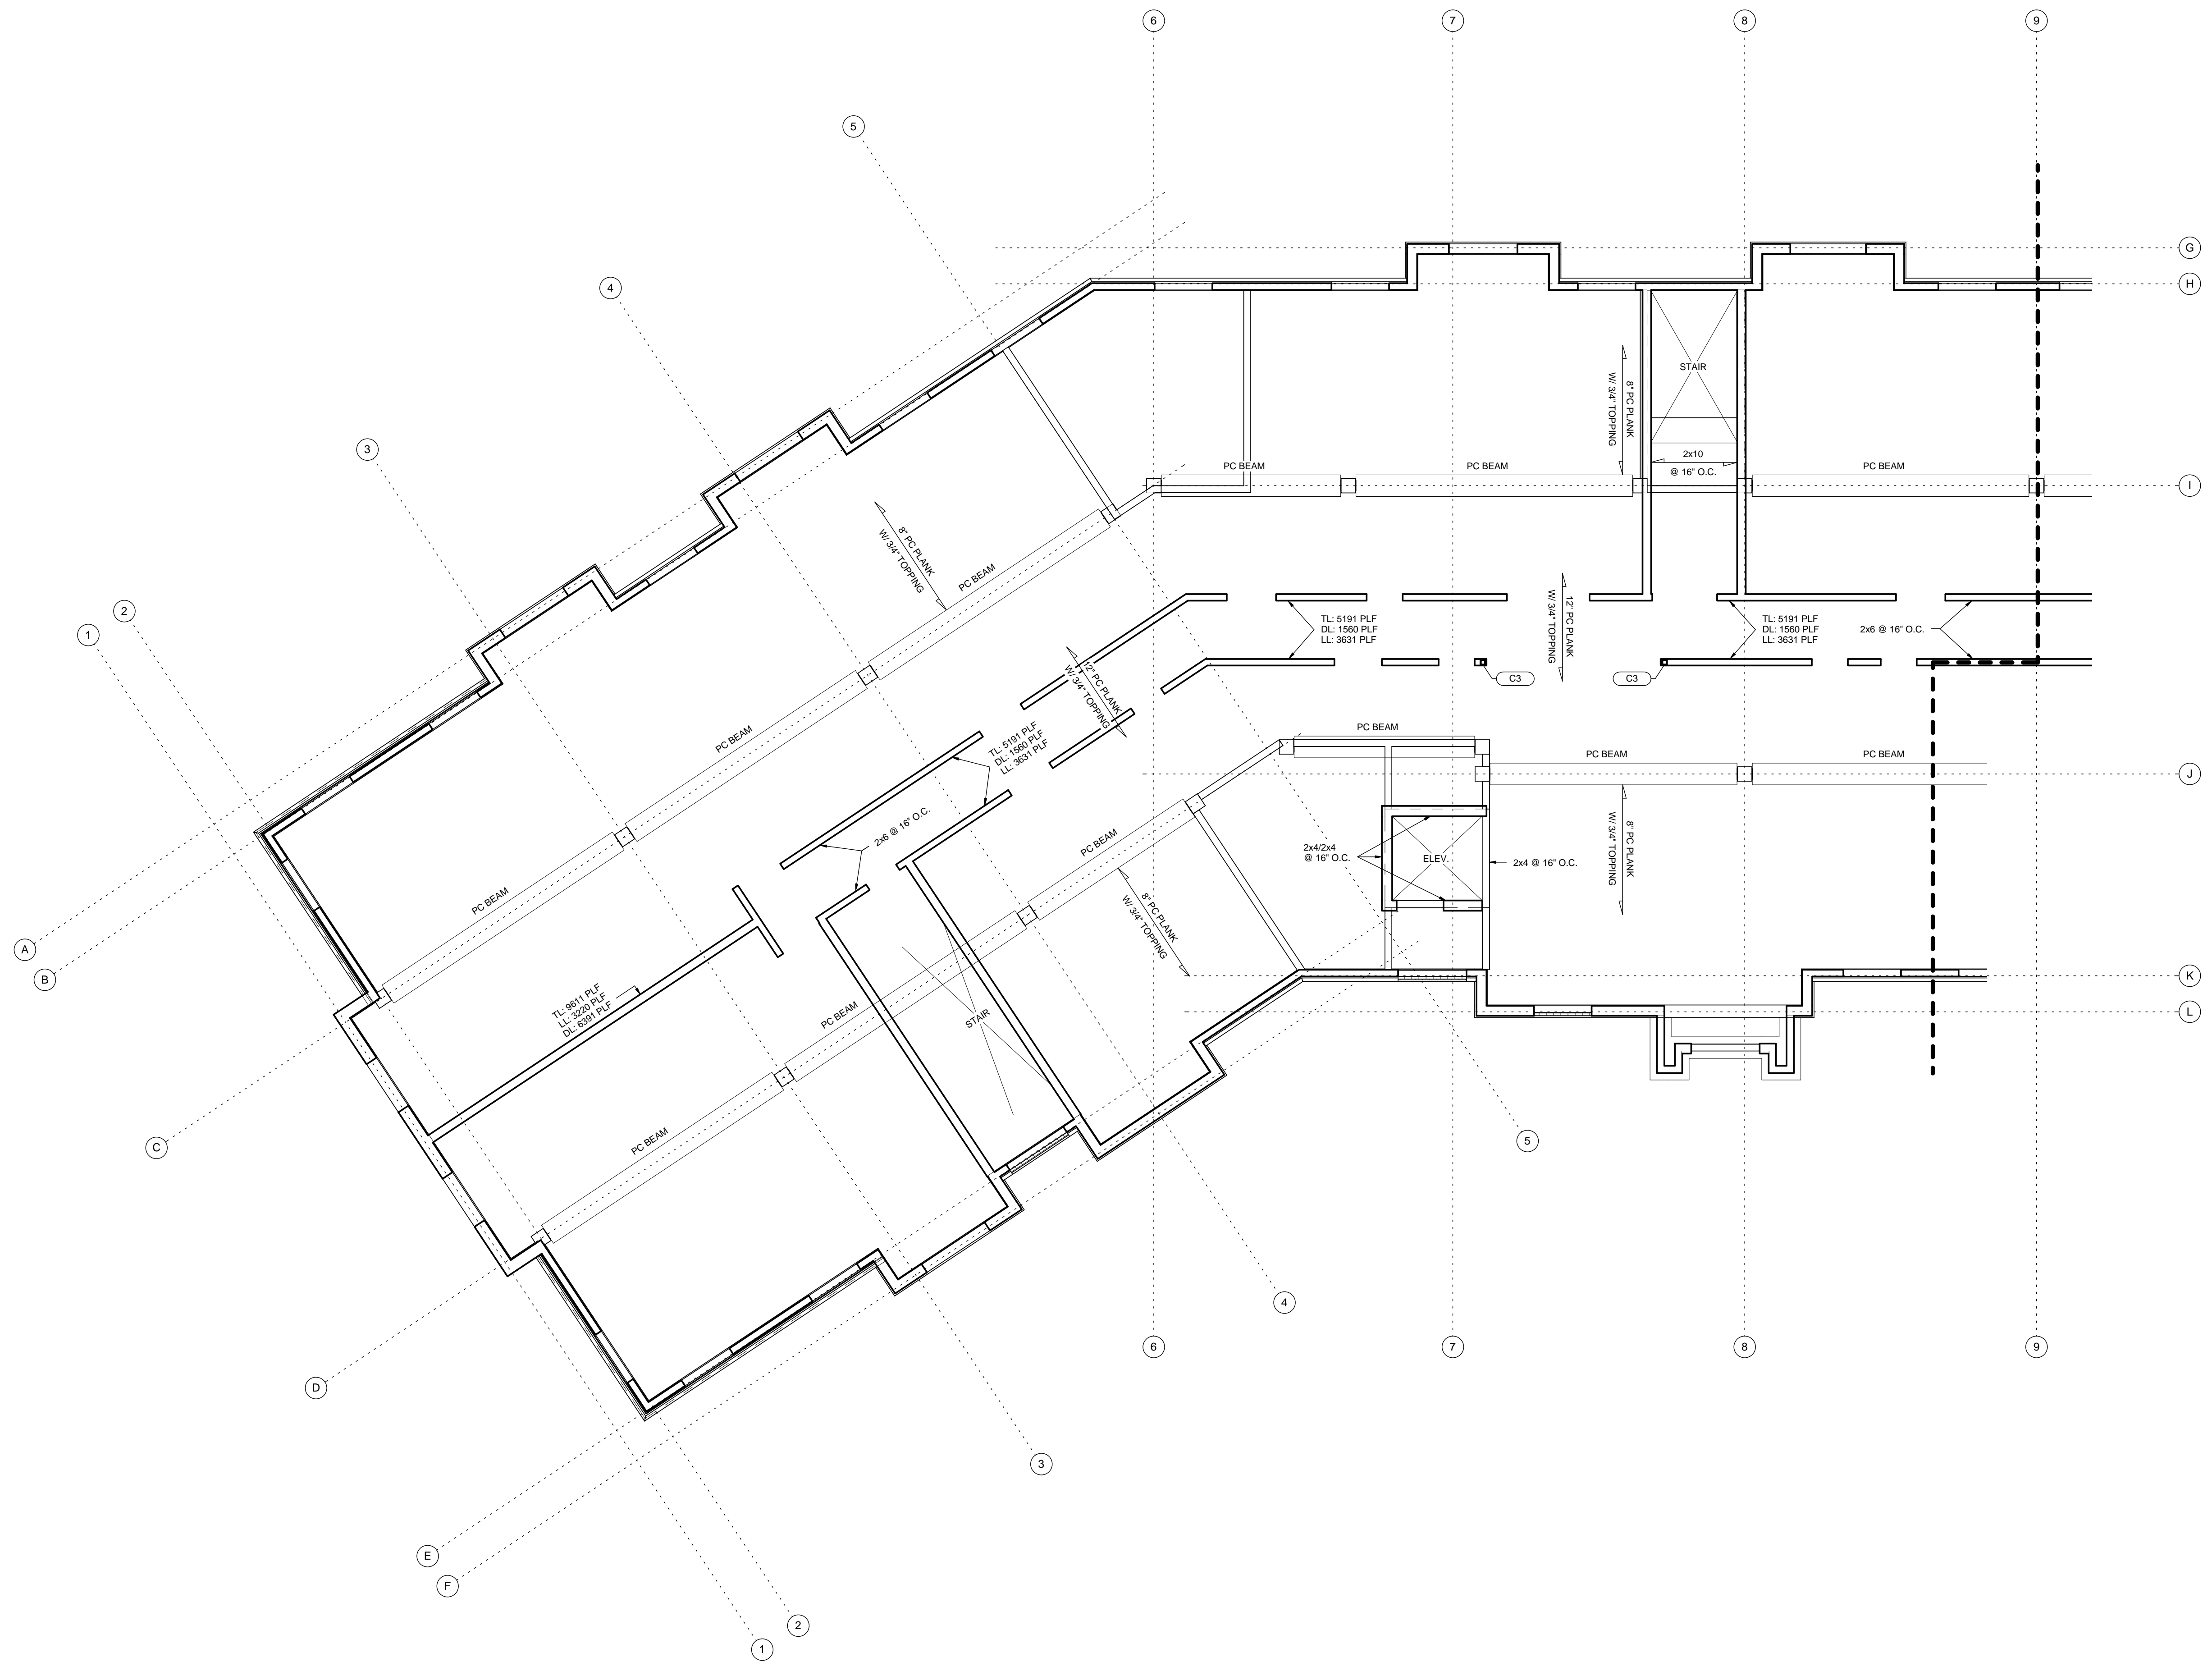 6
7
8
9
5
4
3
2
1
G
H
I
J
K
L
A
B
C
D
E
F
1
2
3
4
5
6
7
8
9
STAIR
8" PC PLANK
W/ 3/4" TOPPING
2x10
@ 16" O.C.
PC BEAM
PC BEAM
PC BEAM
8" PC PLANK
W/ 3/4" TOPPING
PC BEAM
12" PC PLANK
W/ 3/4" TOPPING
TL: 5191 PLF
DL: 1560 PLF
LL: 3631 PLF
TL: 5191 PLF
DL: 1560 PLF
LL: 3631 PLF
2x6 @ 16" O.C.
C3
C3
12" PC PLANK
W/ 3/4" TOPPING
TL: 5191 PLF
DL: 1560 PLF
LL: 3631 PLF
PC BEAM
PC BEAM
PC BEAM
PC BEAM
2x6 @ 16" O.C.
PC BEAM
8" PC PLANK
W/ 3/4" TOPPING
2x4/2x4
@ 16" O.C.
ELEV.
2x4 @ 16" O.C.
8" PC PLANK
W/ 3/4" TOPPING
PC BEAM
TL: 9611 PLF
LL: 3220 PLF
DL: 6391 PLF
PC BEAM
STAIR
PC BEAM